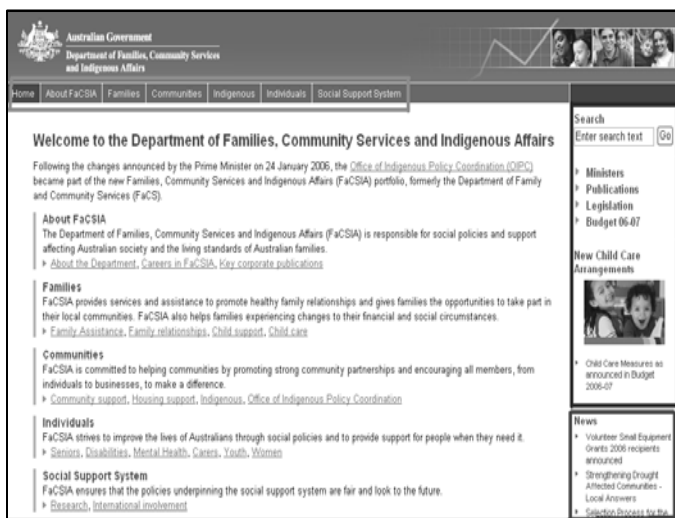 Australian Government
Department of Families, Community Services
and Indigenous Affairs
Home
About FaCSIA
Families
Communities
Indigenous
Individuals
Social Support System
Welcome to the Department of Families, Community Services and Indigenous Affairs
Following the changes announced by the Prime Minister on 24 January 2006, the Office of Indigenous Policy Coordination (OIPC)
became part of the new Families, Community Services and Indigenous Affairs (FaCSIA) portfolio, formerly the Department of Family
and Community Services (FaCS).
About FaCSIA
The Department of Families, Community Services and Indigenous Affairs (FaCSIA) is responsible for social policies and support
affecting Australian society and the living standards of Australian families.
About the Department, Careers in FaCSIA, Key corporate publications
Families
FaCSIA provides services and assistance to promote healthy family relationships and gives families the opportunities to take part in
their local communities. FaCSIA also helps families experiencing changes to their financial and social circumstances.
Family Assistance, Family relationships, Child support, Child care
Communities
FaCSIA is committed to helping communities by promoting strong community partnerships and encouraging all members, from
individuals to businesses, to make a difference.
Community support, Housing support, Indigenous, Office of Indigenous Policy Coordination
Individuals
FaCSIA strives to improve the lives of Australians through social policies and to provide support for people when they need it.
Seniors, Disabilities, Mental Health, Carers, Youth, Women
Social Support System
FaCSIA ensures that the policies underpinning the social support system are fair and look to the future.
Research, International involvement
Search
Enter search text
Go
Ministers
Publications
Legislation
Budget 06-07
New Child Care
Arrangements
Child Care Measures as
announced in Budget
2006-07
News
Volunteer Small Equipment
Grants 2006 recipients
announced
Strengthening Drought
Affected Communities -
Local Answers
Selection Process for the